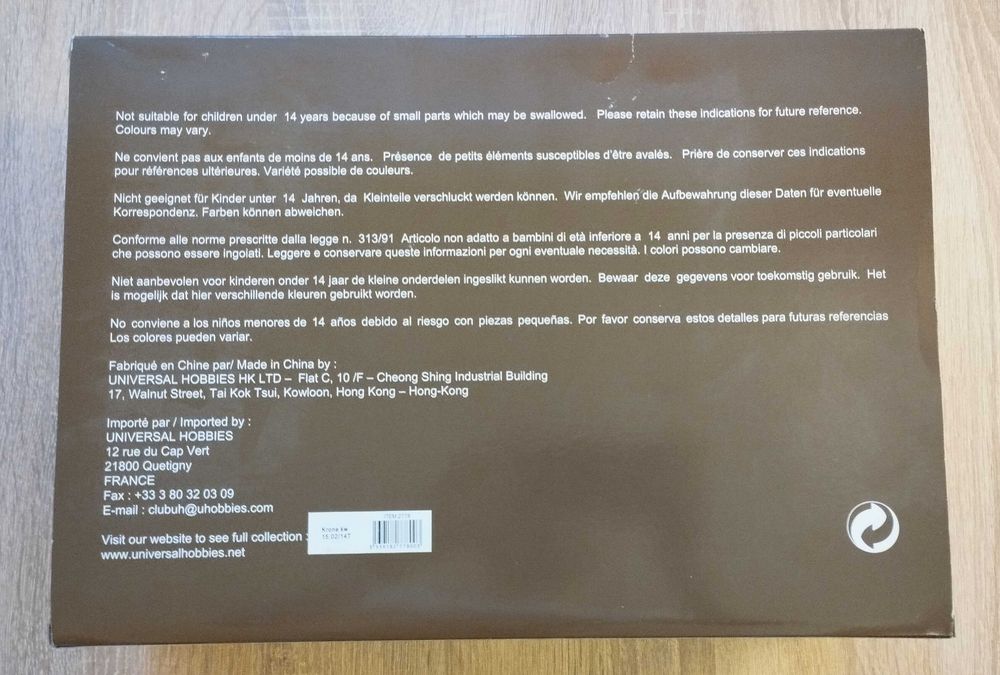 Not suitable for children under 14 years because of small parts which may be swallowed. Please retain these indications for future reference.
Colours may vary.
Ne convient pas aux enfants de moins de 14 ans. Présence de petits éléments susceptibles d'être avalés. Prière de conserver ces indications
pour références ultérieures. Variété possible de couleurs.
Nicht geeignet für Kinder unter 14 Jahren, da Kleinteile verschluckt werden können. Wir empfehlen die Aufbewahrung dieser Daten für eventuelle
Korrespondenz. Farben können abweichen.
Conforme alle norme prescritte dalla legge n. 313/91 Articolo non adatto a bambini di età inferiore a 14 anni per la presenza di piccoli particolari
che possono essere ingoiati. Leggere e conservare queste informazioni per ogni eventuale necessità. I colori possono cambiare.
Niet aanbevolen voor kinderen onder 14 jaar de kleine onderdelen ingeslikt kunnen worden. Bewaar deze gegevens voor toekomstig gebruik. Het
is mogelijk dat hier verschillende kleuren gebruikt worden.
No conviene a los niños menores de 14 años debido al riesgo con piezas pequeñas. Por favor conserva estos detalles para futuras referencias
Los colores pueden variar.
Fabriqué en Chine par/ Made in China by :
UNIVERSAL HOBBIES HK LTD – Flat C, 10 /F – Cheong Shing Industrial Building
17, Walnut Street, Tai Kok Tsui, Kowloon, Hong Kong – Hong-Kong
Importé par / Imported by :
UNIVERSAL HOBBIES
12 rue du Cap Vert
21800 Quetigny
FRANCE
Fax : +33 3 80 32 03 09
E-mail : clubuh@uhobbies.com
Visit our website to see full collection :
www.universalhobbies.net
Krone kw
15.02/14T